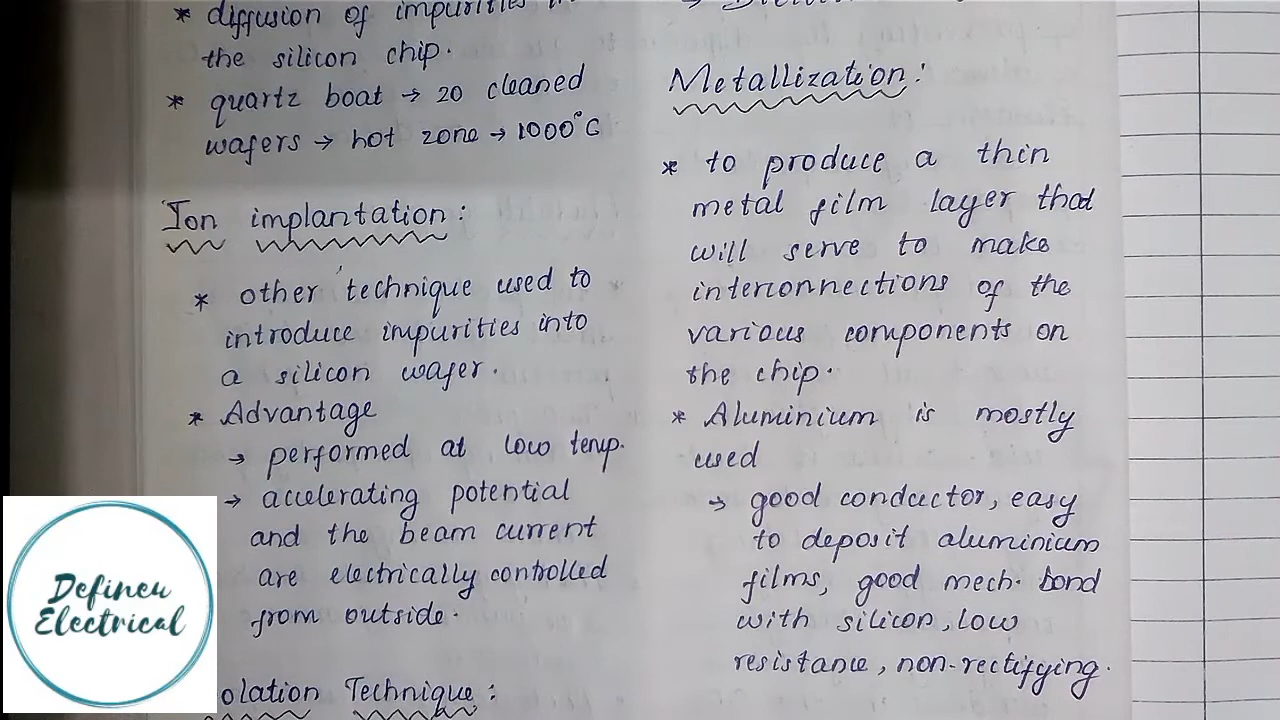 * diffusion of impurities
the silicon chip.
* quartz boat → 20 cleaned
wafers → hot zone → 1000°C
Ion implantation:
* other technique used to
introduce impurities into
a silicon wafer.
* Advantage
→ performed at low temp.
→ accelerating potential
and the beam current
are electrically controlled
from outside.
olation Technique:
Metallization:
* to produce a thin
metal film layer that
will serve to make
interconnections of the
various components on
the chip.
* Aluminium is mostly
used
→ good conductor, easy
to deposit aluminium
films, good mech. bond
with silicon, low
resistance, non-rectifying.
Defineu
Electrical